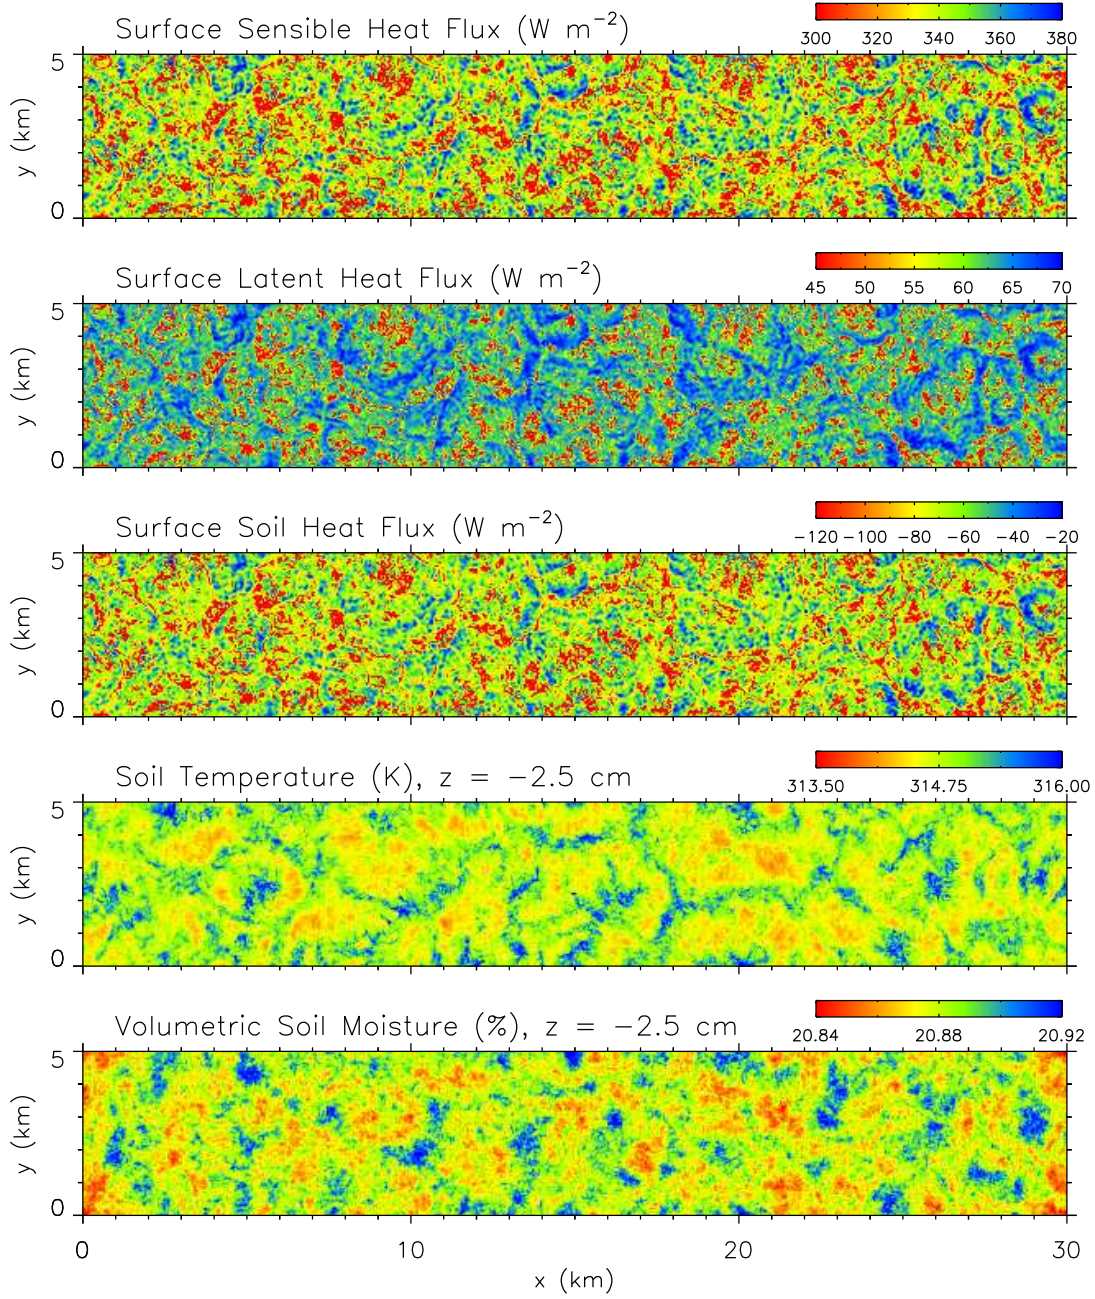 Surface Sensible Heat Flux (W m⁻²)
300 320 340 360 380
5
y (km)
0
Surface Latent Heat Flux (W m⁻²)
45 50 55 60 65 70
5
y (km)
0
Surface Soil Heat Flux (W m⁻²)
−120 −100 −80 −60 −40 −20
5
y (km)
0
Soil Temperature (K), z = −2.5 cm
313.50 314.75 316.00
5
y (km)
0
Volumetric Soil Moisture (%), z = −2.5 cm
20.84 20.88 20.92
5
y (km)
0
0 10 20 30
x (km)